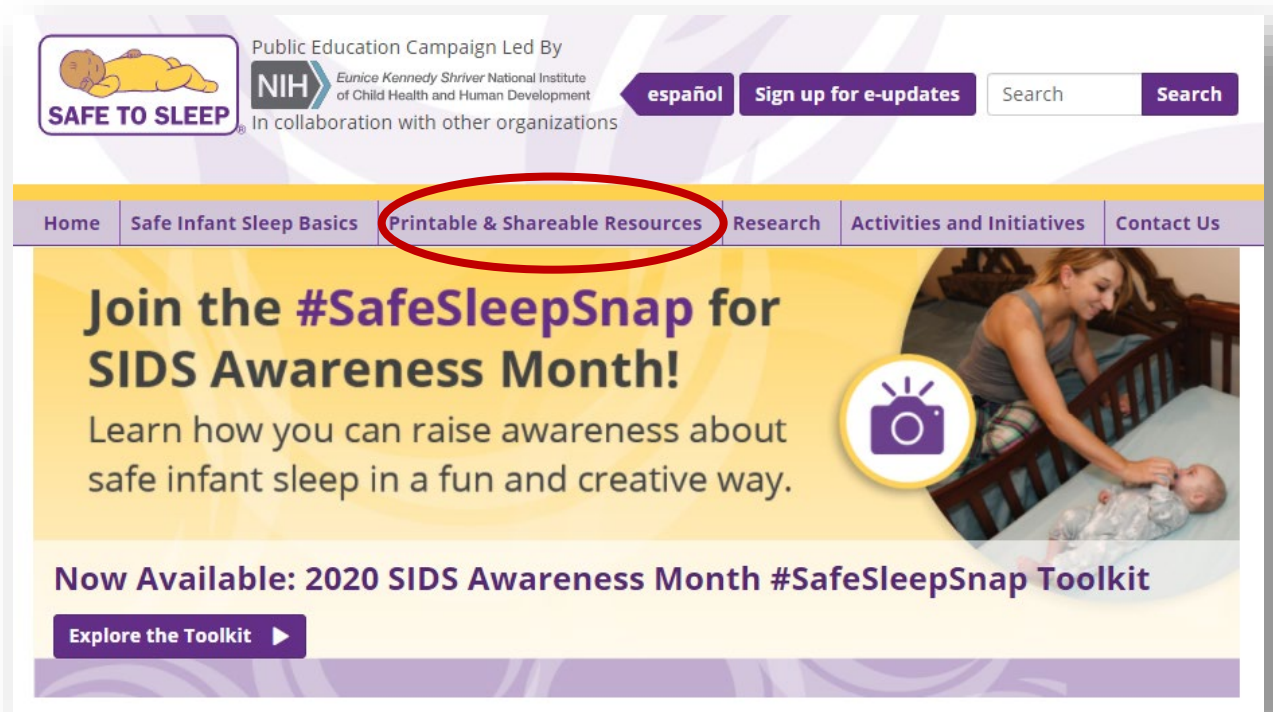 SAFE TO SLEEP®
Public Education Campaign Led By
NIH Eunice Kennedy Shriver National Institute
of Child Health and Human Development
In collaboration with other organizations
español
Sign up for e-updates
Search
Search
Home
Safe Infant Sleep Basics
Printable & Shareable Resources
Research
Activities and Initiatives
Contact Us
Join the #SafeSleepSnap for
SIDS Awareness Month!
Learn how you can raise awareness about
safe infant sleep in a fun and creative way.
Now Available: 2020 SIDS Awareness Month #SafeSleepSnap Toolkit
Explore the Toolkit